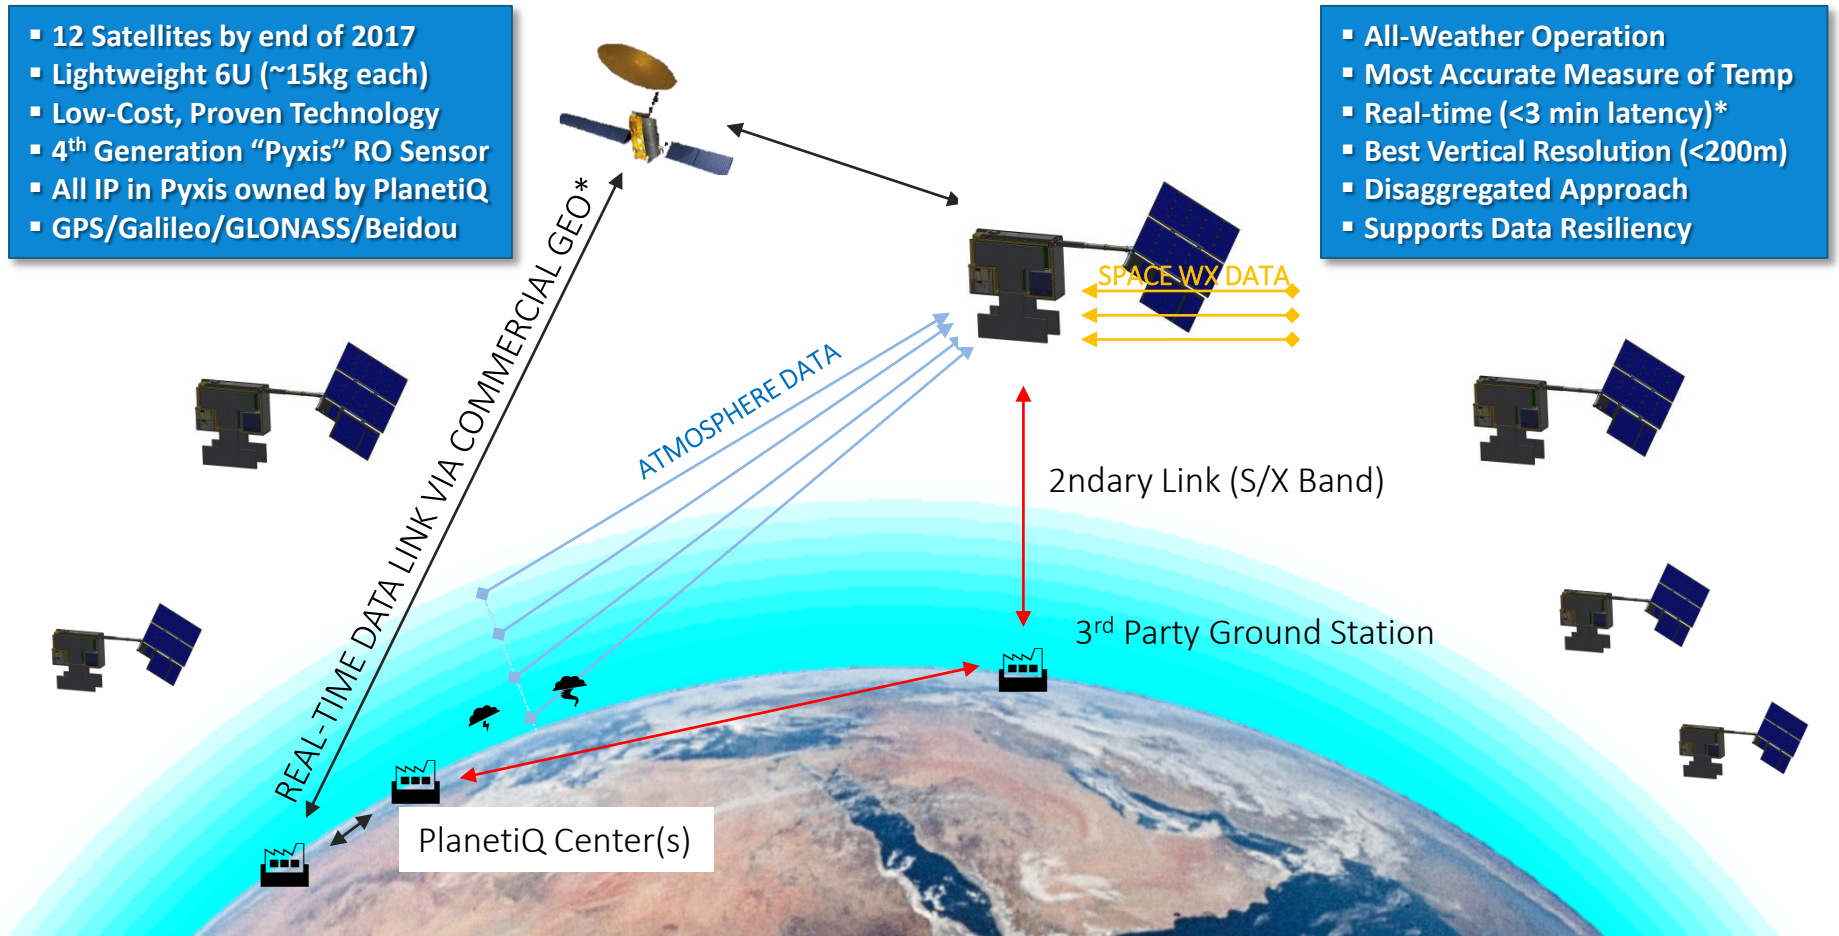 ▪ 12 Satellites by end of 2017
▪ Lightweight 6U (~15kg each)
▪ Low-Cost, Proven Technology
▪ 4th Generation “Pyxis” RO Sensor
▪ All IP in Pyxis owned by PlanetiQ
▪ GPS/Galileo/GLONASS/Beidou
▪ All-Weather Operation
▪ Most Accurate Measure of Temp
▪ Real-time (<3 min latency)*
▪ Best Vertical Resolution (<200m)
▪ Disaggregated Approach
▪ Supports Data Resiliency
REAL-TIME DATA LINK VIA COMMERCIAL GEO*
SPACE WX DATA
ATMOSPHERE DATA
2ndary Link (S/X Band)
3rd Party Ground Station
PlanetiQ Center(s)